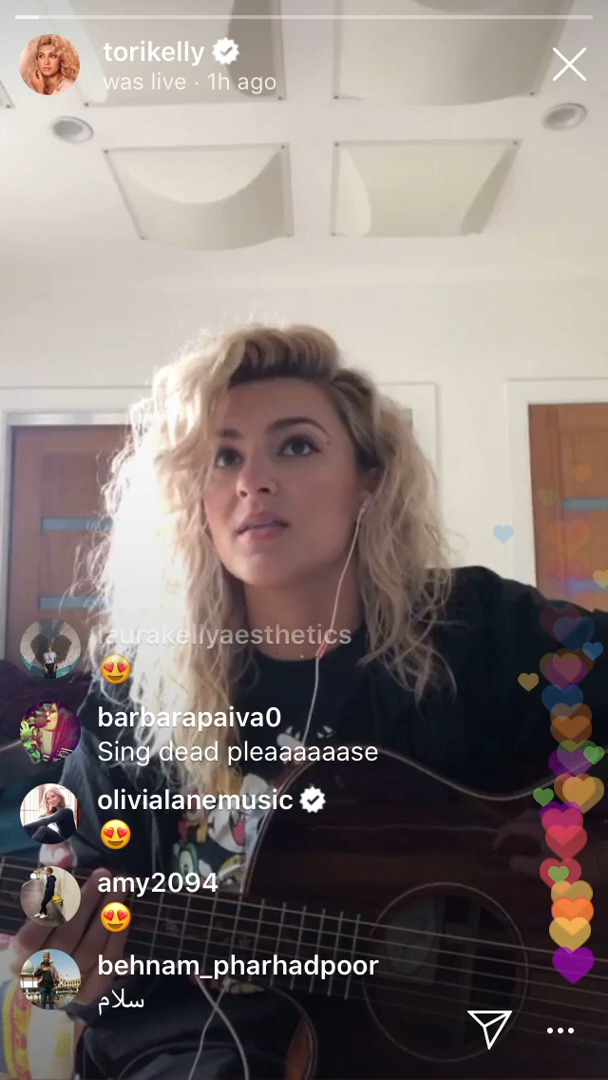 torikelly
was live · 1h ago
laurakellyaesthetics
😍
barbarapaiva0
Sing dead pleaaaaaase
olivialanemusic
😍
amy2094
😍
behnam_pharhadpoor
سلام